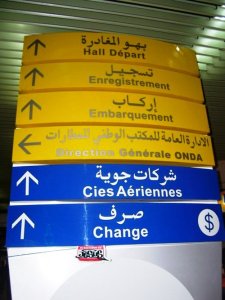 بهو المغادرة
Hall Départ
تسجيل
Enregistrement
إركاب
Embarquement
الإدارة العامة للمكتب الوطني للمطارات
Direction Générale ONDA
شركات جوية
Cies Aériennes
صرف
Change
$